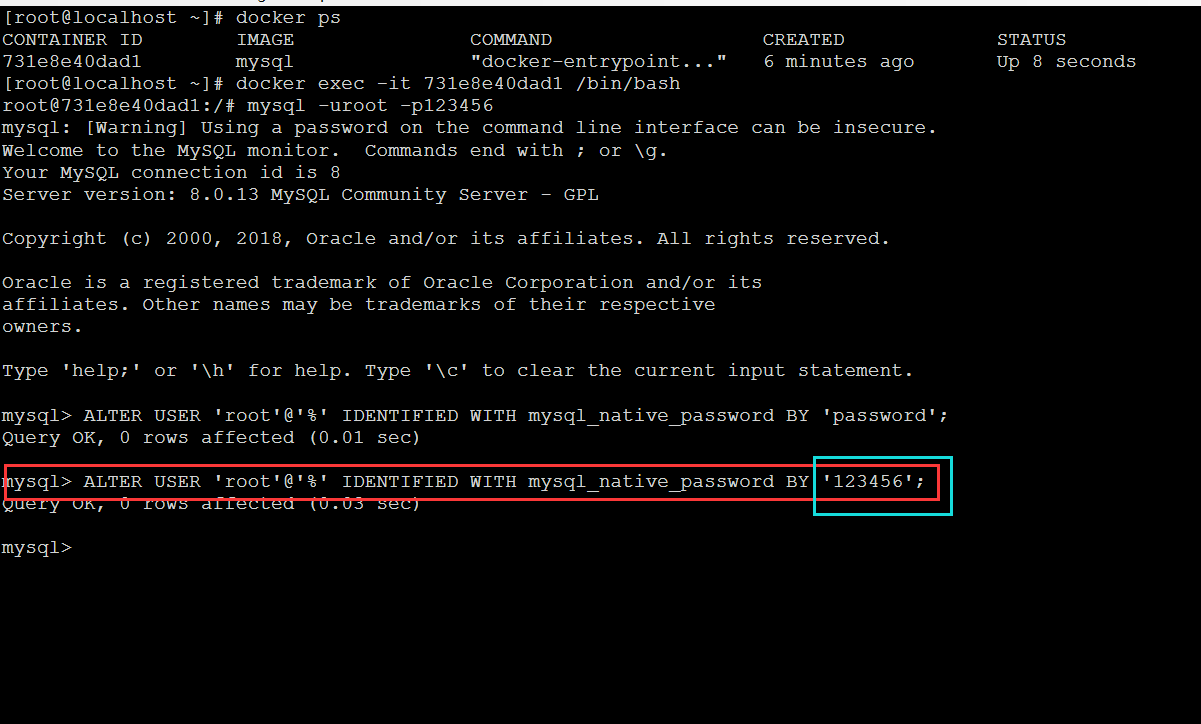 [root@localhost ~]# docker ps
CONTAINER ID        IMAGE               COMMAND                  CREATED             STATUS
731e8e40dad1        mysql               "docker-entrypoint..."   6 minutes ago       Up 8 seconds
[root@localhost ~]# docker exec -it 731e8e40dad1 /bin/bash
root@731e8e40dad1:/# mysql -uroot -p123456
mysql: [Warning] Using a password on the command line interface can be insecure.
Welcome to the MySQL monitor.  Commands end with ; or \g.
Your MySQL connection id is 8
Server version: 8.0.13 MySQL Community Server - GPL
Copyright (c) 2000, 2018, Oracle and/or its affiliates. All rights reserved.
Oracle is a registered trademark of Oracle Corporation and/or its
affiliates. Other names may be trademarks of their respective
owners.
Type 'help;' or '\h' for help. Type '\c' to clear the current input statement.
mysql> ALTER USER 'root'@'%' IDENTIFIED WITH mysql_native_password BY 'password';
Query OK, 0 rows affected (0.01 sec)
mysql> ALTER USER 'root'@'%' IDENTIFIED WITH mysql_native_password BY '123456';
Query OK, 0 rows affected (0.03 sec)
mysql>